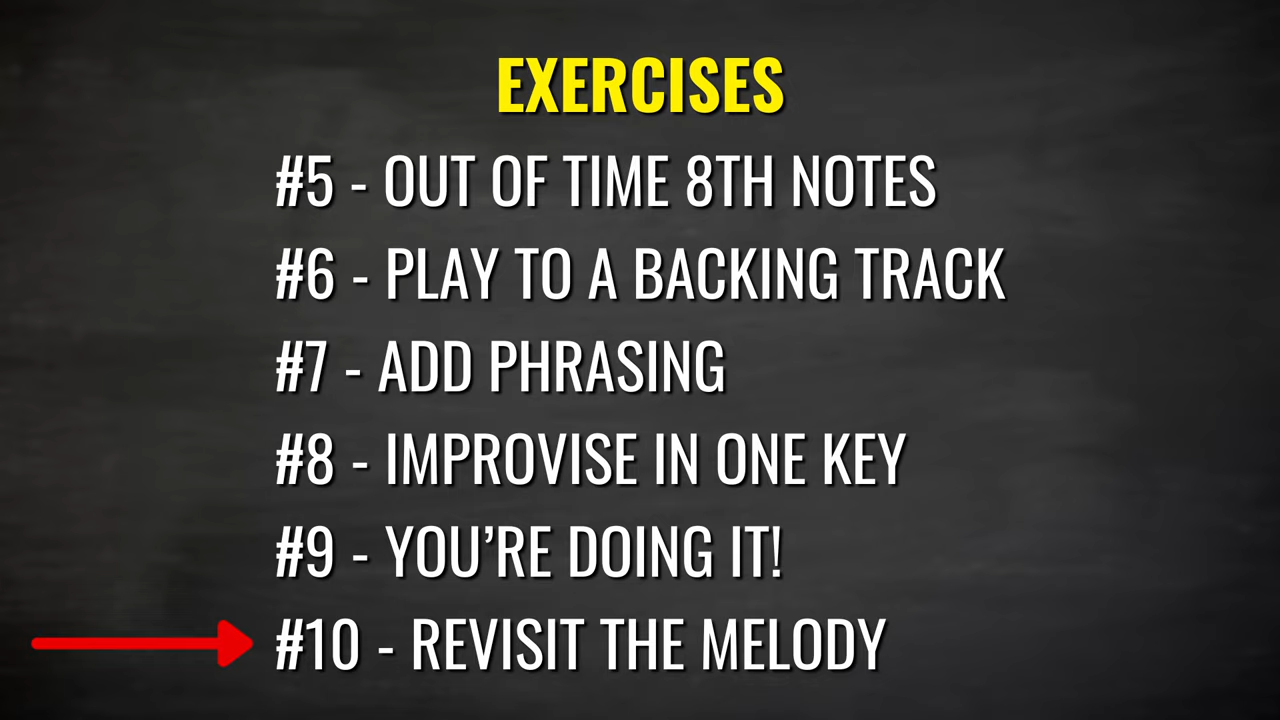 EXERCISES
#5 - OUT OF TIME 8TH NOTES
#6 - PLAY TO A BACKING TRACK
#7 - ADD PHRASING
#8 - IMPROVISE IN ONE KEY
#9 - YOU’RE DOING IT!
#10 - REVISIT THE MELODY